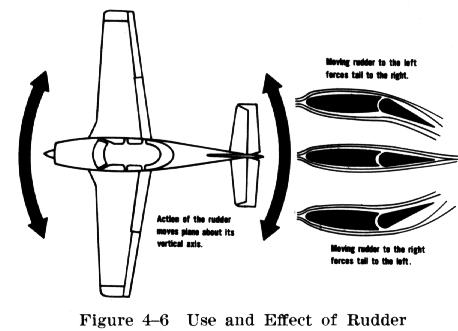 Moving rudder to the left
forces tail to the right.
Action of the rudder
moves plane about its
vertical axis.
Moving rudder to the right
forces tail to the left.
Figure 4–6 Use and Effect of Rudder